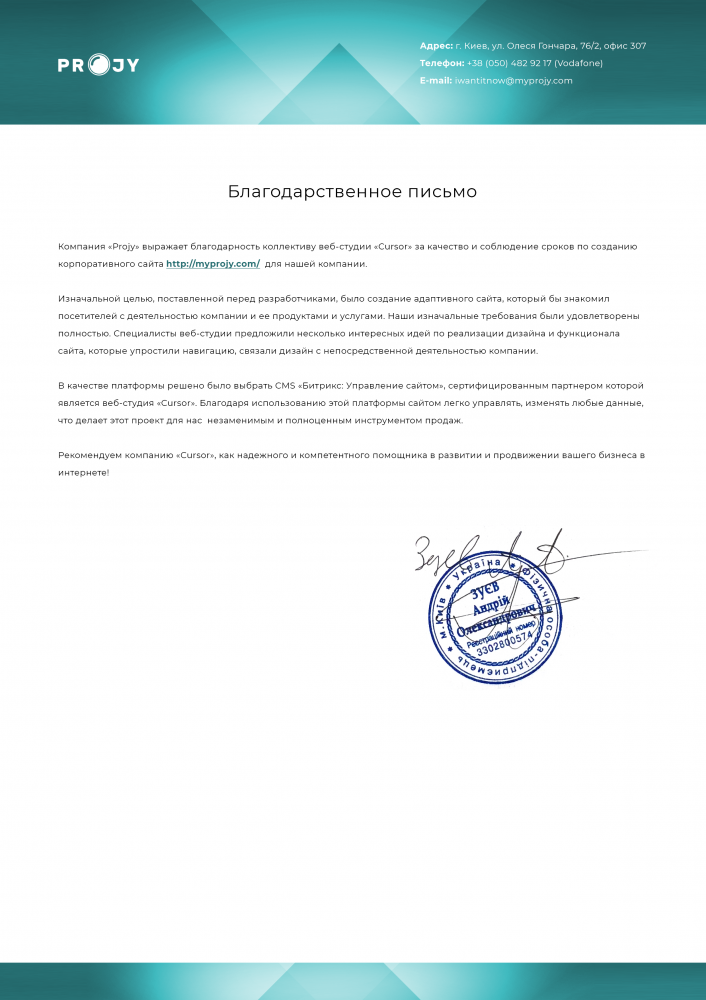 PROJY
Адрес: г. Киев, ул. Олеся Гончара, 76/2, офис 307
Телефон: +38 (050) 482 92 17 (Vodafone)
E-mail: iwantitnow@myprojy.com
Благодарственное письмо
Компания «Projy» выражает благодарность коллективу веб-студии «Cursor» за качество и соблюдение сроков по созданию
корпоративного сайта http://myprojy.com/ для нашей компании.
Изначальной целью, поставленной перед разработчиками, было создание адаптивного сайта, который бы знакомил
посетителей с деятельностью компании и ее продуктами и услугами. Наши изначальные требования были удовлетворены
полностью. Специалисты веб-студии предложили несколько интересных идей по реализации дизайна и функционала
сайта, которые упростили навигацию, связали дизайн с непосредственной деятельностью компании.
В качестве платформы решено было выбрать CMS «Битрикс: Управление сайтом», сертифицированным партнером которой
является веб-студия «Cursor». Благодаря использованию этой платформы сайтом легко управлять, изменять любые данные,
что делает этот проект для нас незаменимым и полноценным инструментом продаж.
Рекомендуем компанию «Cursor», как надежного и компетентного помощника в развитии и продвижении вашего бизнеса в
интернете!
м.Київ * Україна * Фізична особа-підприємець *
ЗУЄВ
Андрій
Олександрович
Реєстраційний номер
3302800574